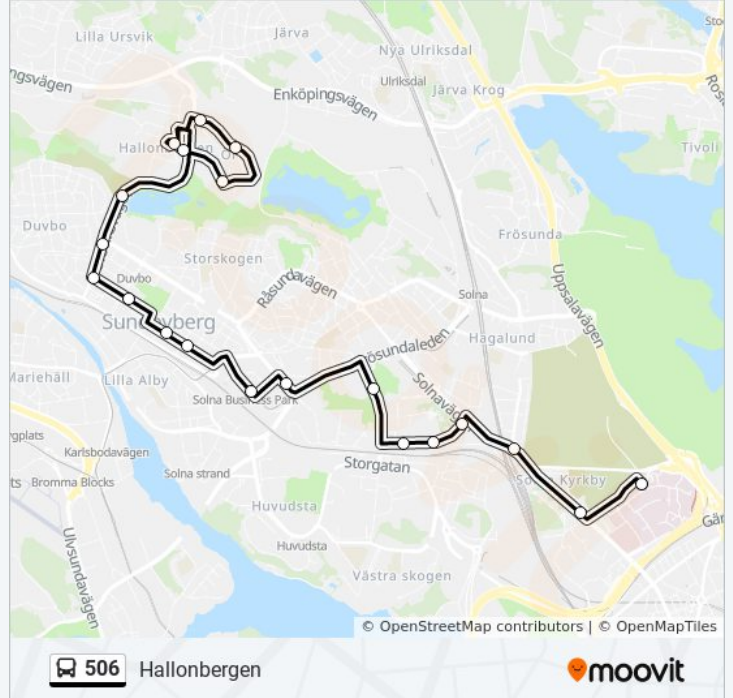 Lilla Ursvik
Järva
Nya Ulriksdal
Ulriksdal
Järva Krog
ngsvägen
Enköpingsvägen
Tivoli
Duvbo
Frösunda
Storskogen
Uppsalavägen
Duvbo
Råsundavägen
Solna
Hagalund
Mariehäll
Lilla Alby
Solnavägen
Solna Business Park
Karlsbodavägen
Storgatan
Solna strand
Bromma Blocks
Ulvsundavägen
Huvudsta
Huvudsta
Västra skogen
© OpenStreetMap contributors | © OpenMapTiles
506 Hallonbergen
moovit